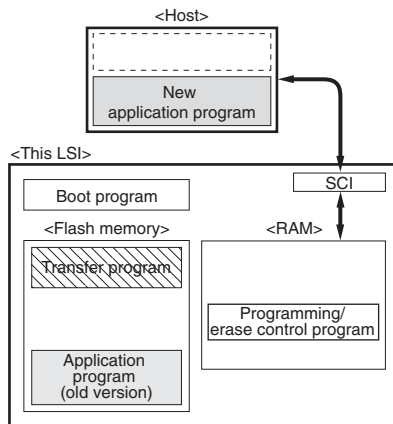 <Host>
New
application program
<This LSI>
SCI
Boot program
<Flash memory>
<RAM>
Transfer program
Programming/
erase control program
Application
program
(old version)